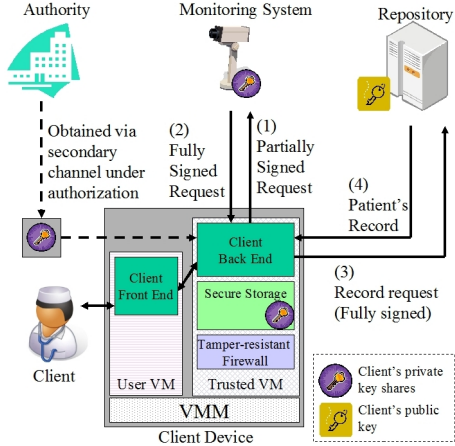 Authority
Monitoring System
Repository
Obtained via
secondary
channel under
authorization
(2)
Fully
Signed
Request
(1)
Partially
Signed
Request
(4)
Patient's
Record
(3)
Record request
(Fully signed)
Client
Back End
Client
Front End
Secure Storage
Tamper-resistant
Firewall
User VM
Trusted VM
VMM
Client Device
Client
Client's private
key shares
Client's public
key